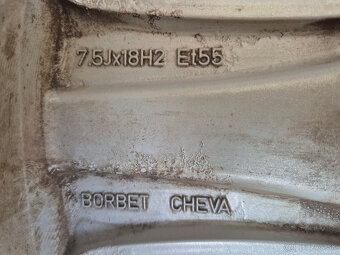 7.5Jx18H2 Et55
BORBET CHEVA